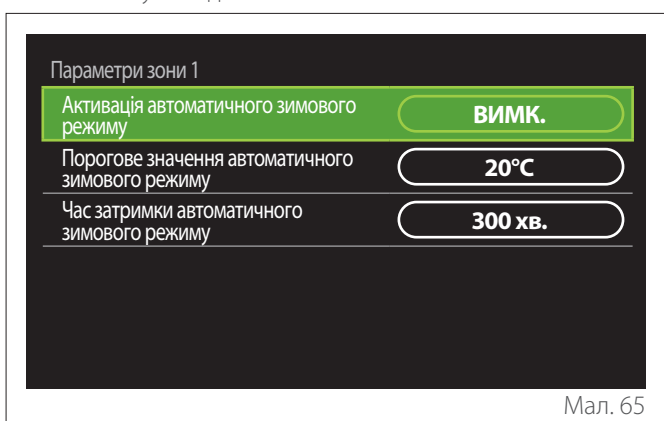 Параметри зони 1
Активація автоматичного зимового
режиму
ВИМК.
Порогове значення автоматичного
зимового режиму
20°C
Час затримки автоматичного
зимового режиму
300 хв.
Мал. 65